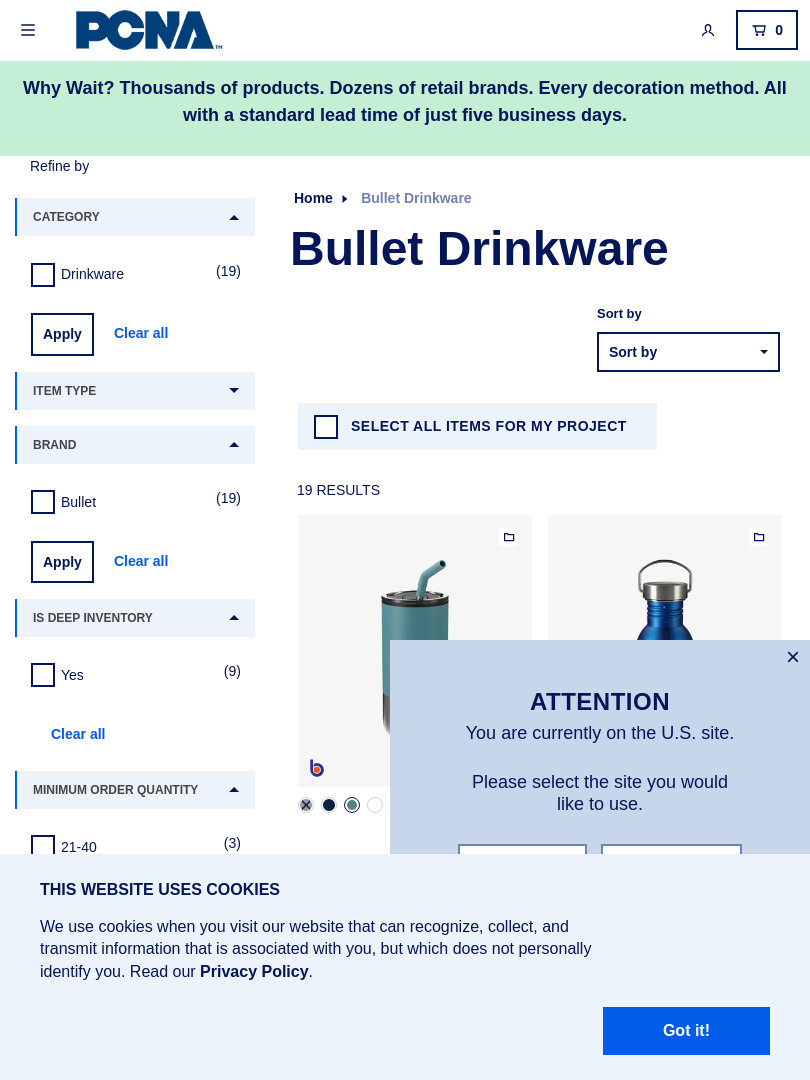 PCNA™
0
Why Wait? Thousands of products. Dozens of retail brands. Every decoration method. All
with a standard lead time of just five business days.
Refine by
CATEGORY
Drinkware
(19)
Apply
Clear all
ITEM TYPE
BRAND
Bullet
(19)
Apply
Clear all
IS DEEP INVENTORY
Yes
(9)
Clear all
MINIMUM ORDER QUANTITY
21-40
(3)
Home
Bullet Drinkware
Bullet Drinkware
Sort by
Sort by
SELECT ALL ITEMS FOR MY PROJECT
19 RESULTS
b
ATTENTION
You are currently on the U.S. site.
Please select the site you would
like to use.
THIS WEBSITE USES COOKIES
We use cookies when you visit our website that can recognize, collect, and
transmit information that is associated with you, but which does not personally
identify you. Read our Privacy Policy.
Got it!